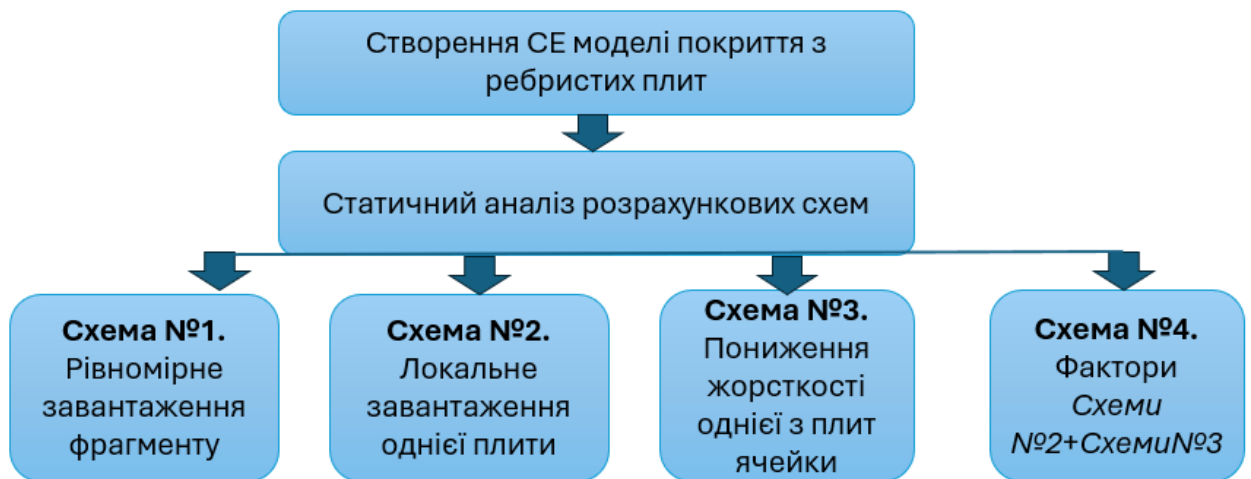 Створення СЕ моделі покриття з
ребристих плит
Статичний аналіз розрахункових схем
Схема №1.
Рівномірне
завантаження
фрагменту
Схема №2.
Локальне
завантаження
однієї плити
Схема №3.
Пониження
жорсткості
однієї з плит
ячейки
Схема №4.
Фактори
Схеми
№2+Схеми№3